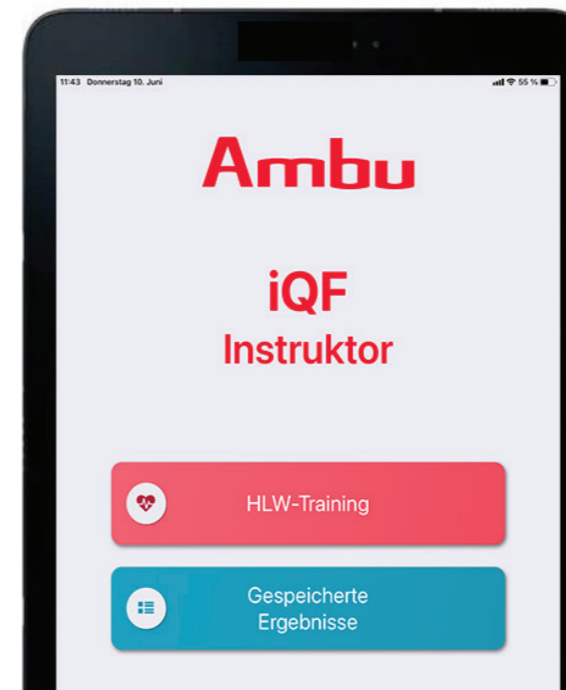 11:43 Donnerstag 10. Juni 55 %
Ambu
iQF
Instruktor
HLW-Training
Gespeicherte
Ergebnisse